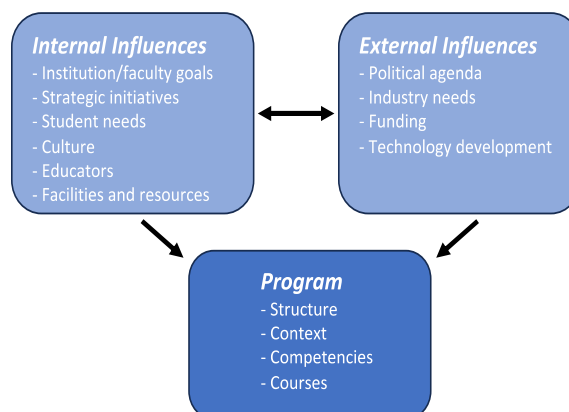 Internal Influences
- Institution/faculty goals
- Strategic initiatives
- Student needs
- Culture
- Educators
- Facilities and resources
External Influences
- Political agenda
- Industry needs
- Funding
- Technology development
Program
- Structure
- Context
- Competencies
- Courses